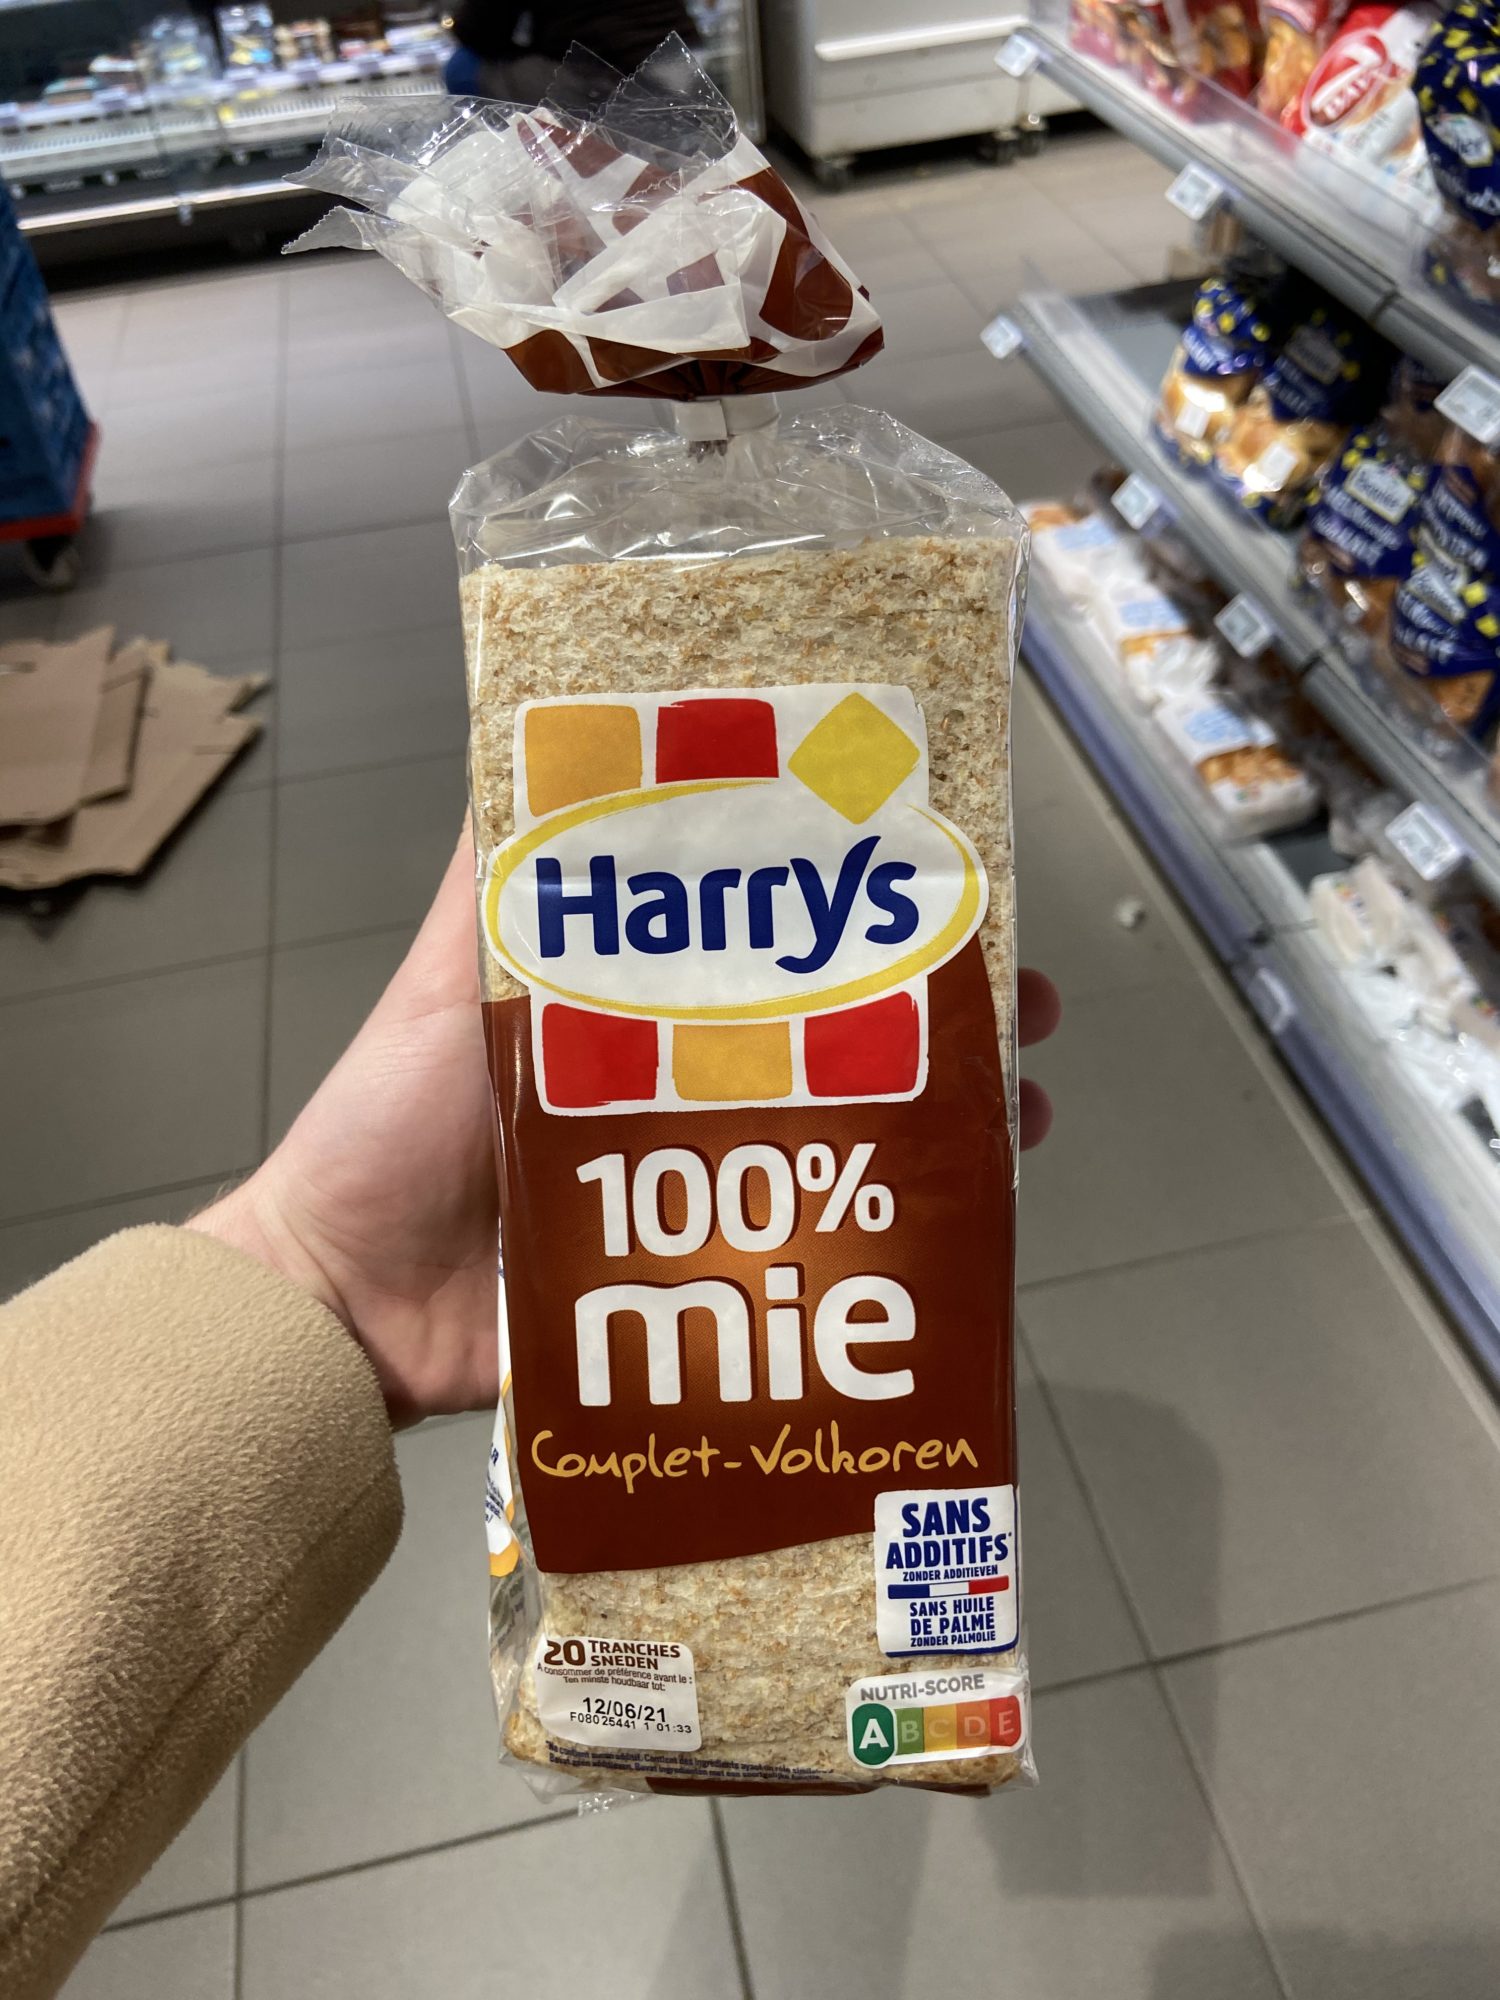 Harrys
100%
mie
Complet-Volkoren
SANS
ADDITIFS*
ZONDER ADDITIEVEN
SANS HUILE
DE PALME
ZONDER PALMOLIE
20 TRANCHES
SNEDEN
A consommer de préférence avant le :
Ten minste houdbaar tot:
12/06/21
F08025441 1 01:33
NUTRI-SCORE
A B C D E